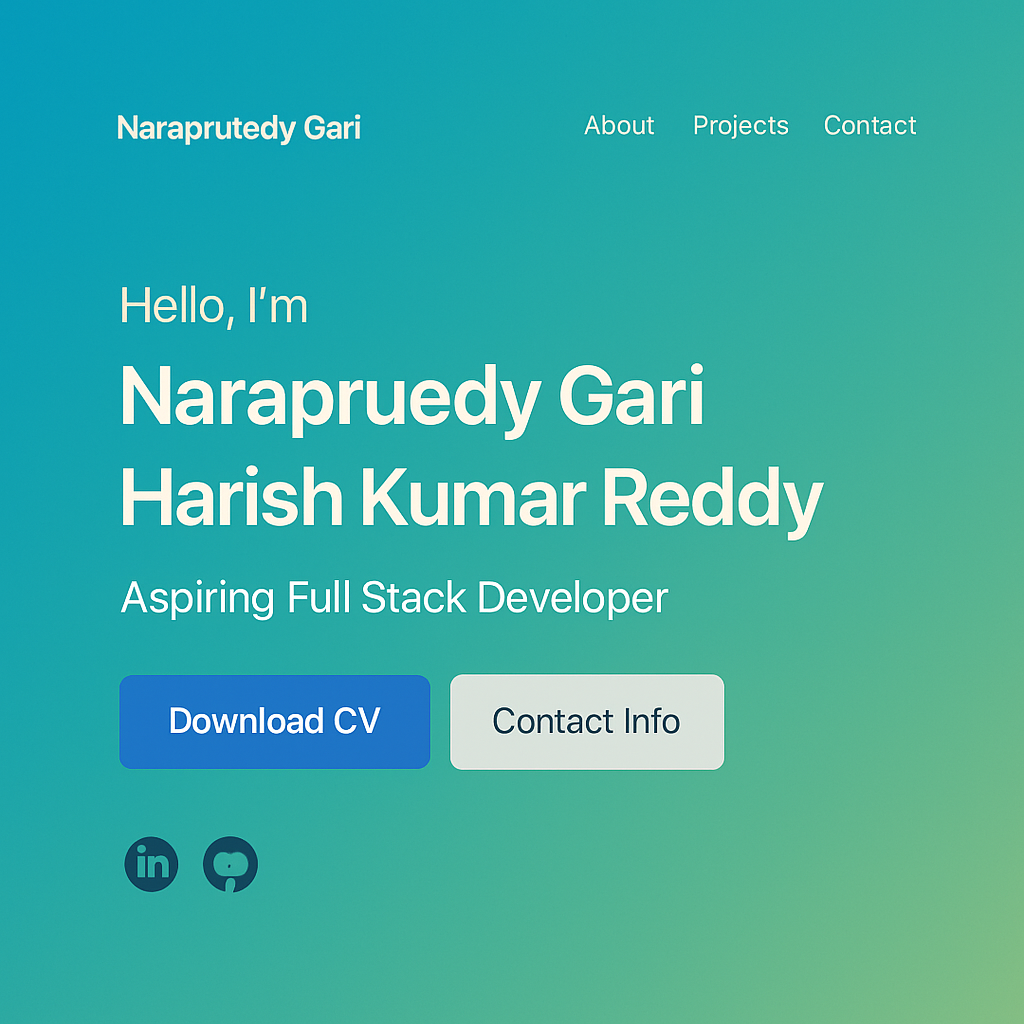 Naraprutedy Gari
About Projects Contact
Hello, I’m
Narapruedy Gari
Harish Kumar Reddy
Aspiring Full Stack Developer
Download CV Contact Info
in